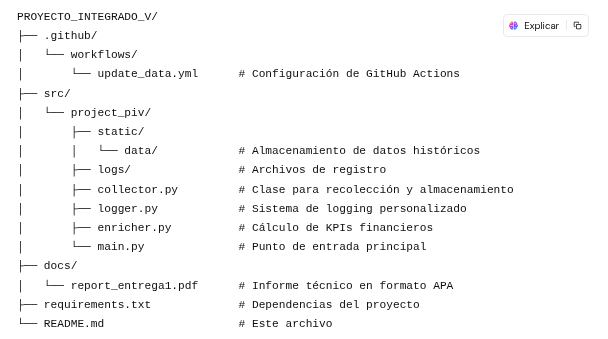 PROYECTO_INTEGRADO_V/
Explicar
├── .github/
│   └── workflows/
│       └── update_data.yml      # Configuración de GitHub Actions
├── src/
│   └── project_piv/
│       ├── static/
│       │   └── data/            # Almacenamiento de datos históricos
│       ├── logs/                # Archivos de registro
│       ├── collector.py         # Clase para recolección y almacenamiento
│       ├── logger.py            # Sistema de logging personalizado
│       ├── enricher.py          # Cálculo de KPIs financieros
│       └── main.py              # Punto de entrada principal
├── docs/
│   └── report_entrega1.pdf      # Informe técnico en formato APA
├── requirements.txt             # Dependencias del proyecto
└── README.md                    # Este archivo